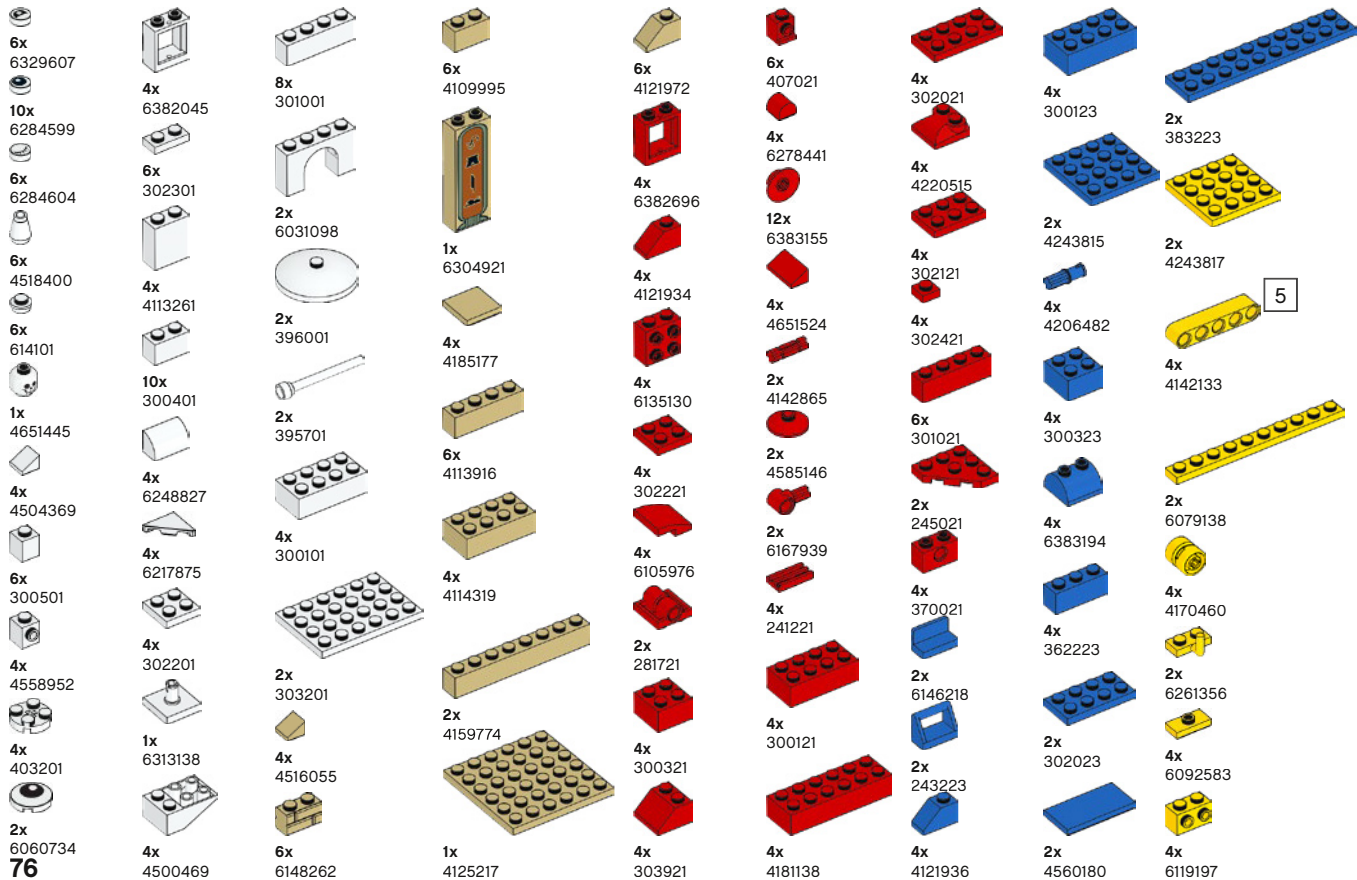 6x
6329607
10x
6284599
6x
6284604
6x
4518400
6x
614101
1x
4651445
4x
4504369
6x
300501
4x
4558952
4x
403201
2x
6060734
76
4x
6382045
6x
302301
4x
4113261
10x
300401
4x
6248827
4x
6217875
4x
302201
1x
6313138
4x
4500469
8x
301001
2x
6031098
2x
396001
2x
395701
4x
300101
2x
303201
4x
4516055
6x
6148262
6x
4109995
1x
6304921
4x
4185177
6x
4113916
4x
4114319
2x
4159774
1x
4125217
6x
4121972
4x
6382696
4x
4121934
4x
6135130
4x
302221
4x
6105976
2x
281721
4x
300321
4x
303921
6x
407021
4x
6278441
12x
6383155
4x
4651524
2x
4142865
2x
4585146
2x
6167939
4x
241221
4x
300121
4x
4181138
4x
302021
4x
4220515
4x
302121
4x
302421
6x
301021
2x
245021
4x
370021
2x
6146218
2x
243223
4x
4121936
4x
300123
2x
4243815
4x
4206482
4x
300323
4x
6383194
4x
362223
2x
302023
2x
4560180
2x
383223
2x
4243817
5
4x
4142133
2x
6079138
4x
4170460
2x
6261356
4x
6092583
4x
6119197